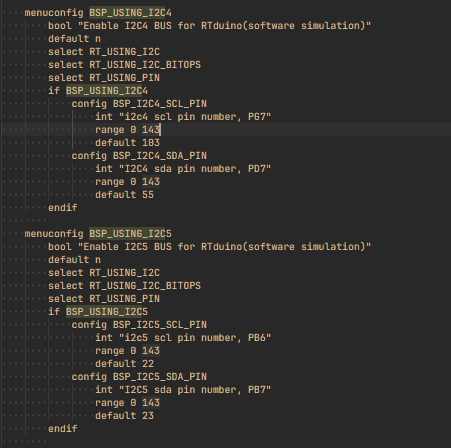 menuconfig BSP_USING_I2C4
bool "Enable I2C4 BUS for RTduino(software simulation)"
default n
select RT_USING_I2C
select RT_USING_I2C_BITOPS
select RT_USING_PIN
if BSP_USING_I2C4
config BSP_I2C4_SCL_PIN
int "i2c4 scl pin number, PG7"
range 0 143
default 103
config BSP_I2C4_SDA_PIN
int "I2C4 sda pin number, PD7"
range 0 143
default 55
endif
menuconfig BSP_USING_I2C5
bool "Enable I2C5 BUS for RTduino(software simulation)"
default n
select RT_USING_I2C
select RT_USING_I2C_BITOPS
select RT_USING_PIN
if BSP_USING_I2C5
config BSP_I2C5_SCL_PIN
int "i2c5 scl pin number, PB6"
range 0 143
default 22
config BSP_I2C5_SDA_PIN
int "I2C5 sda pin number, PB7"
range 0 143
default 23
endif